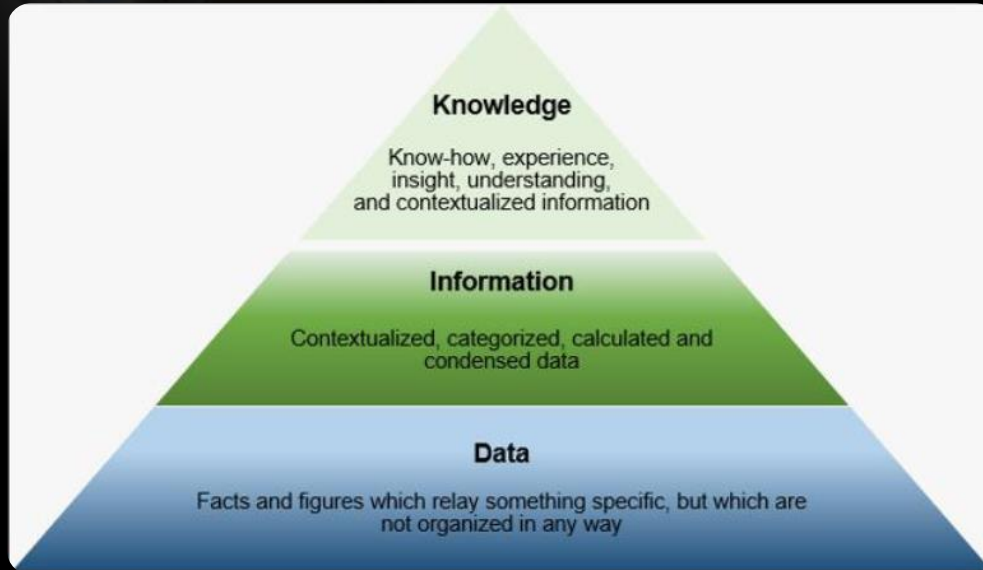 Knowledge
Know-how, experience,
insight, understanding,
and contextualized information
Information
Contextualized, categorized, calculated and
condensed data
Data
Facts and figures which relay something specific, but which are
not organized in any way